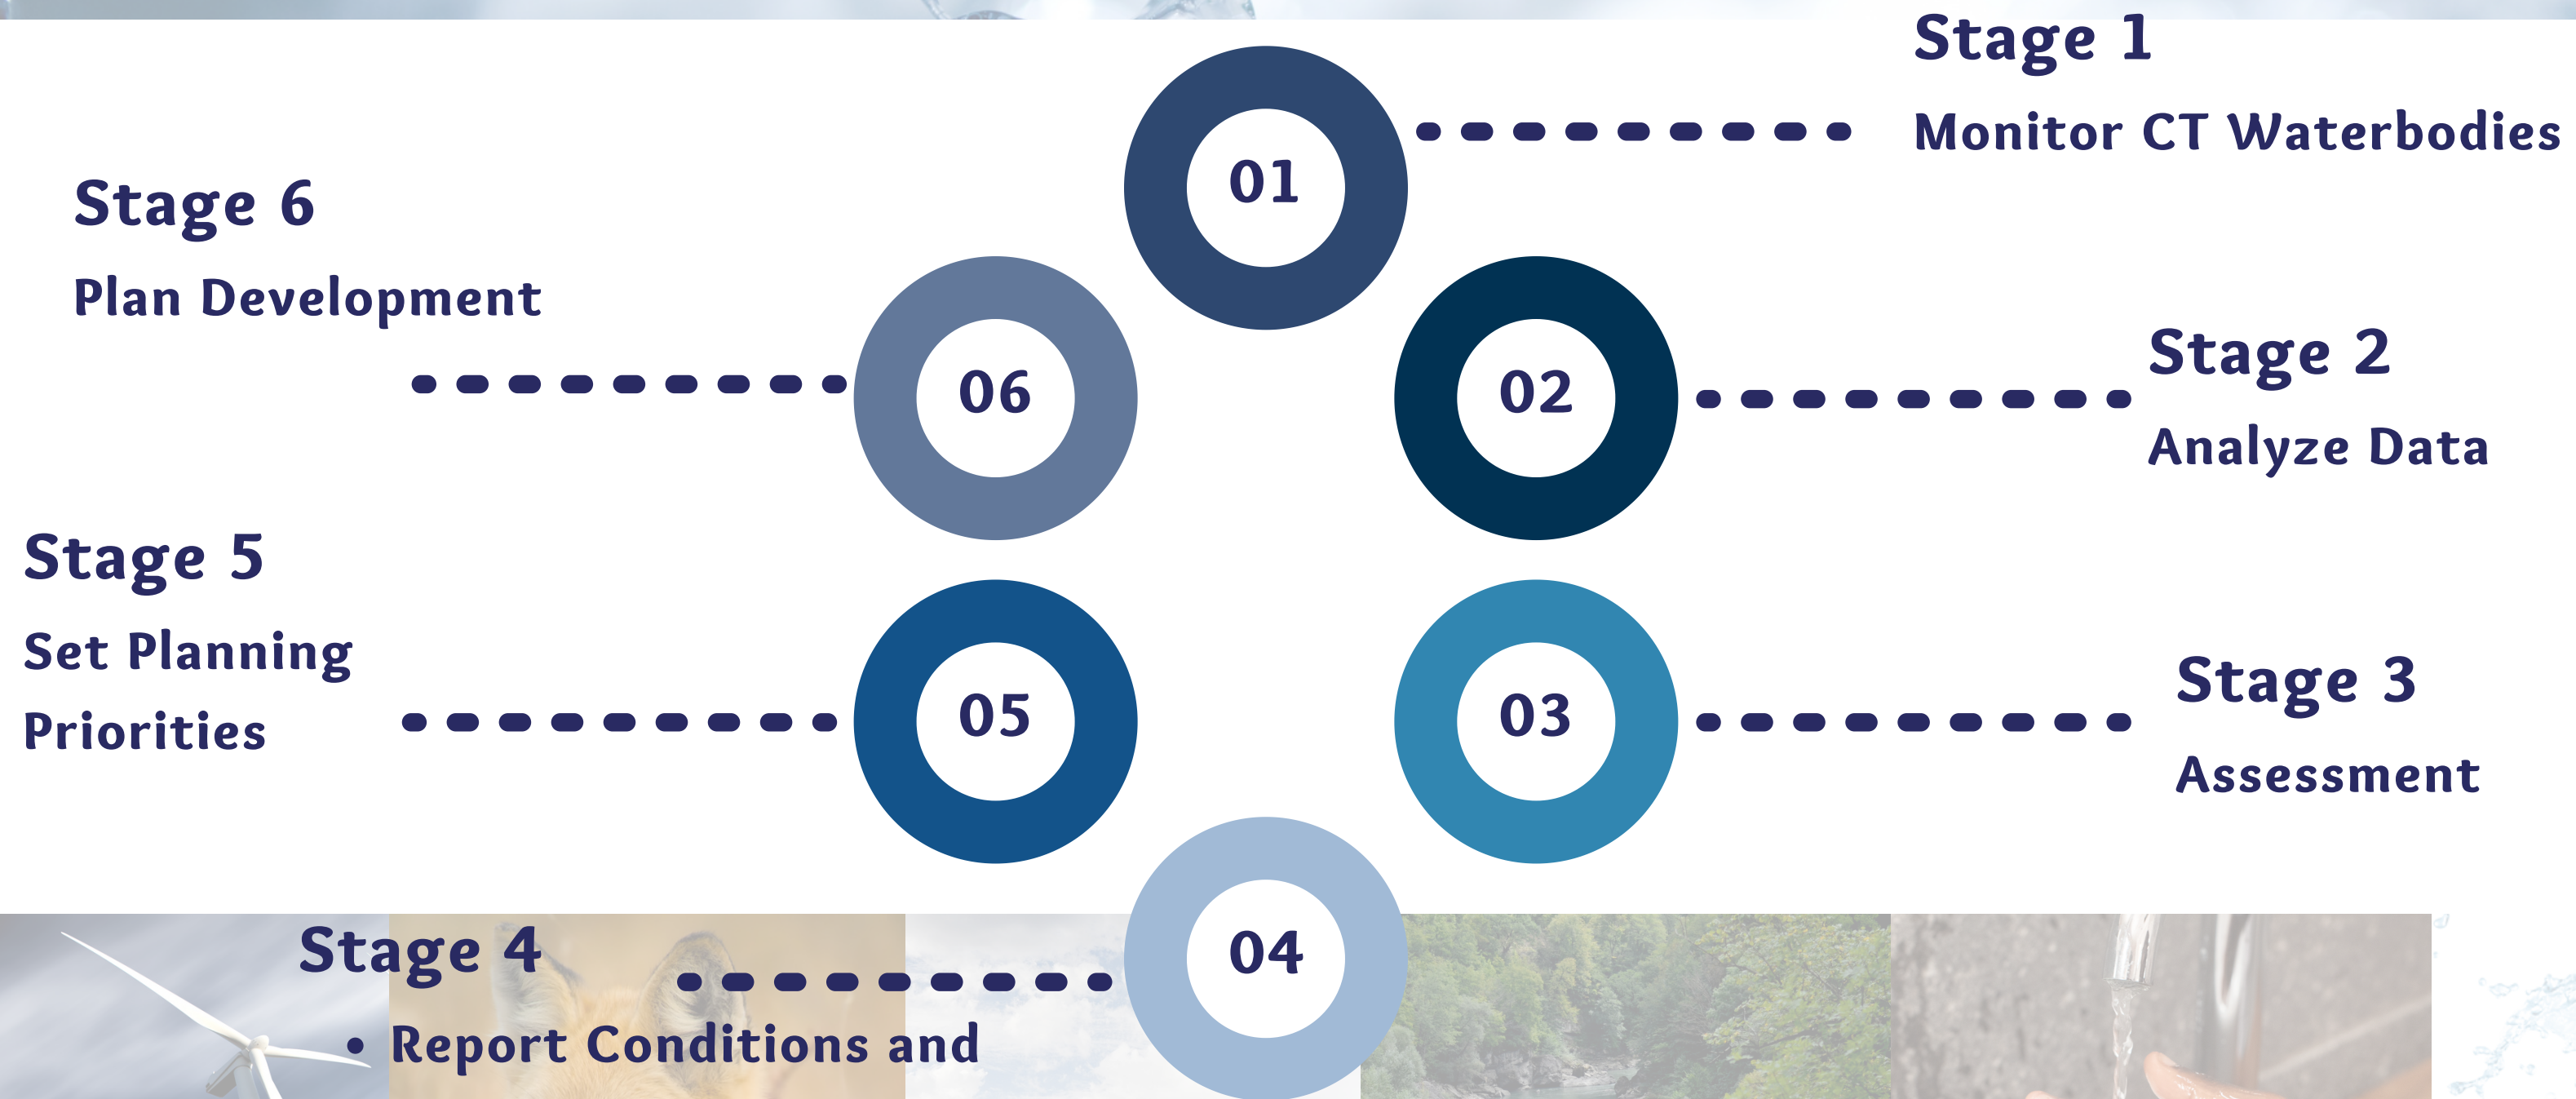 Stage 1
Monitor CT Waterbodies
01
Stage 2
Analyze Data
02
Stage 3
Assessment
03
Stage 4
• Report Conditions and
04
Stage 5
Set Planning
Priorities
05
Stage 6
Plan Development
06